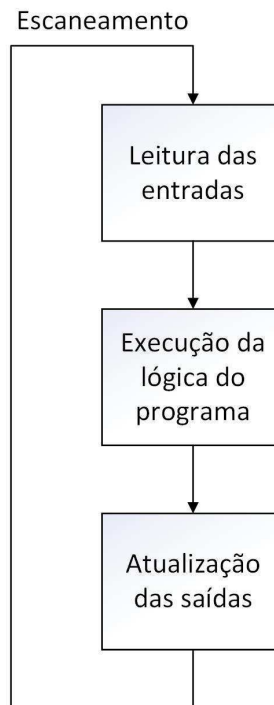 Escaneamento
Leitura das
entradas
Execução da
lógica do
programa
Atualização
das saídas